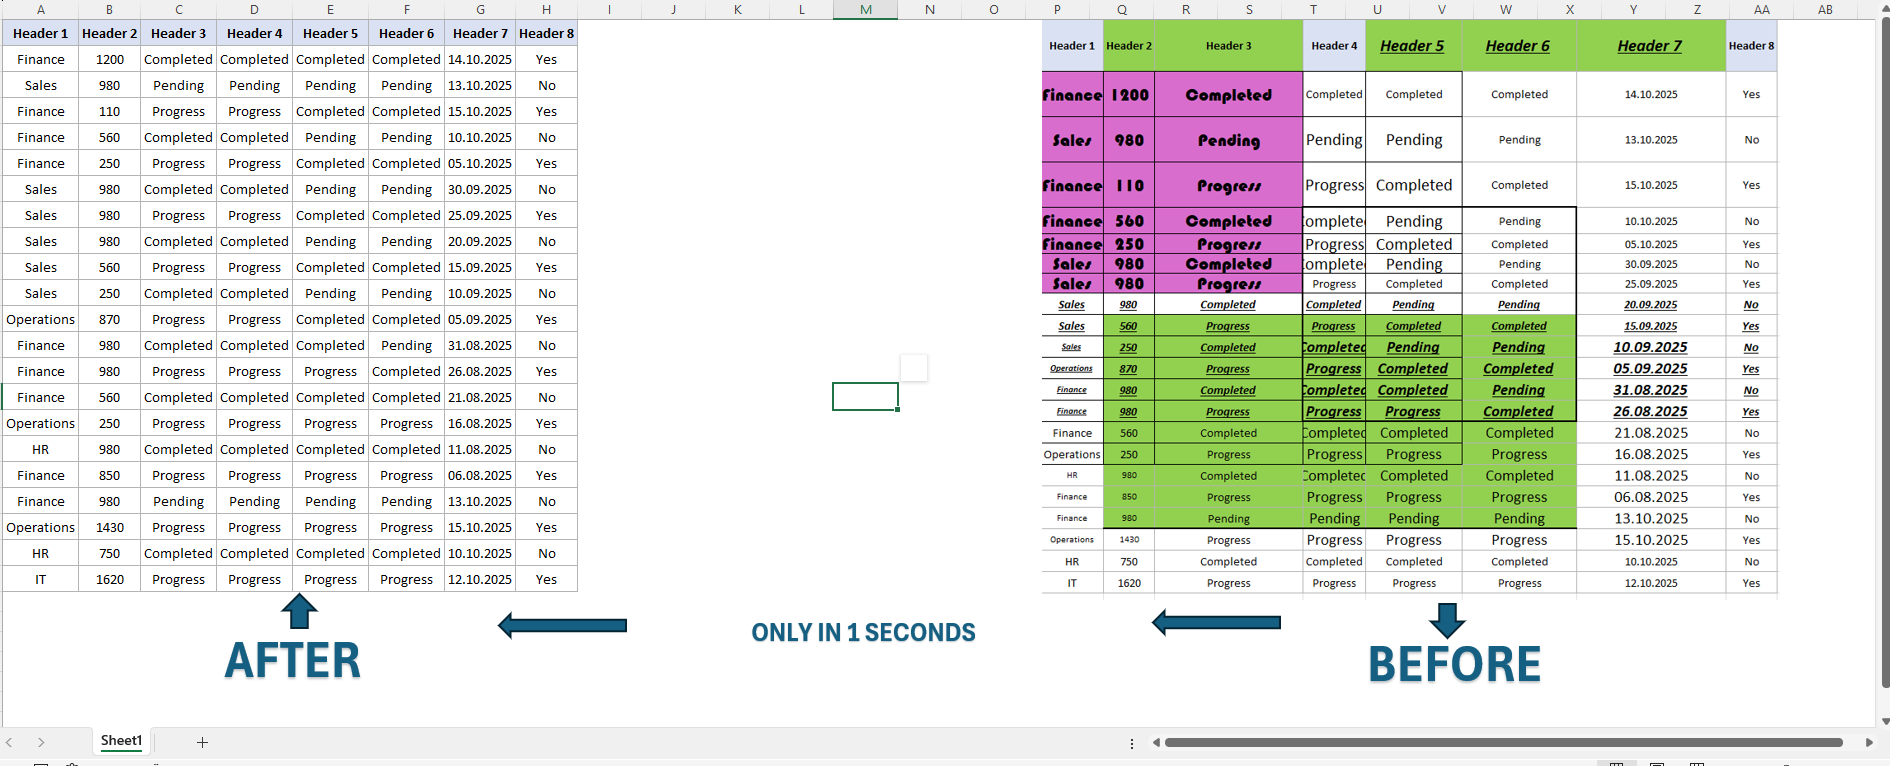 A B C D E F G H I J K L M N O P Q R S T U V W X Y Z AA AB
Header 1 Header 2 Header 3 Header 4 Header 5 Header 6 Header 7 Header 8
Finance 1200 Completed Completed Completed Completed 14.10.2025 Yes
Sales 980 Pending Pending Pending Pending 13.10.2025 No
Finance 110 Progress Progress Completed Completed 15.10.2025 Yes
Finance 560 Completed Completed Pending Pending 10.10.2025 No
Finance 250 Progress Progress Completed Completed 05.10.2025 Yes
Sales 980 Completed Completed Pending Pending 30.09.2025 No
Sales 980 Progress Progress Completed Completed 25.09.2025 Yes
Sales 980 Completed Completed Pending Pending 20.09.2025 No
Sales 560 Progress Progress Completed Completed 15.09.2025 Yes
Sales 250 Completed Completed Pending Pending 10.09.2025 No
Operations 870 Progress Progress Completed Completed 05.09.2025 Yes
Finance 980 Completed Completed Completed Pending 31.08.2025 No
Finance 980 Progress Progress Progress Completed 26.08.2025 Yes
Finance 560 Completed Completed Completed Completed 21.08.2025 No
Operations 250 Progress Progress Progress Progress 16.08.2025 Yes
HR 980 Completed Completed Completed Completed 11.08.2025 No
Finance 850 Progress Progress Progress Progress 06.08.2025 Yes
Finance 980 Pending Pending Pending Pending 13.10.2025 No
Operations 1430 Progress Progress Progress Progress 15.10.2025 Yes
HR 750 Completed Completed Completed Completed 10.10.2025 No
IT 1620 Progress Progress Progress Progress 12.10.2025 Yes
AFTER
ONLY IN 1 SECONDS
Header 1 Header 2 Header 3 Header 4 Header 5 Header 6 Header 7 Header 8
Finance 1200 Completed Completed Completed Completed 14.10.2025 Yes
Sales 980 Pending Pending Pending Pending 13.10.2025 No
Finance 110 Progress Progress Completed Completed 15.10.2025 Yes
Finance 560 Completed Complete Pending Pending 10.10.2025 No
Finance 250 Progress Progress Completed Completed 05.10.2025 Yes
Sales 980 Completed Complete Pending Pending 30.09.2025 No
Sales 980 Progress Progress Completed Completed 25.09.2025 Yes
Sales 980 Completed Completed Pending Pending 20.09.2025 No
Sales 560 Progress Progress Completed Completed 15.09.2025 Yes
Sales 250 Completed Completed Pending Pending 10.09.2025 No
Operations 870 Progress Progress Completed Completed 05.09.2025 Yes
Finance 980 Completed Completed Completed Pending 31.08.2025 No
Finance 980 Progress Progress Progress Completed 26.08.2025 Yes
Finance 560 Completed Completed Completed Completed 21.08.2025 No
Operations 250 Progress Progress Progress Progress 16.08.2025 Yes
HR 980 Completed Completed Completed Completed 11.08.2025 No
Finance 850 Progress Progress Progress Progress 06.08.2025 Yes
Finance 980 Pending Pending Pending Pending 13.10.2025 No
Operations 1430 Progress Progress Progress Progress 15.10.2025 Yes
HR 750 Completed Completed Completed Completed 10.10.2025 No
IT 1620 Progress Progress Progress Progress 12.10.2025 Yes
BEFORE
Sheet1